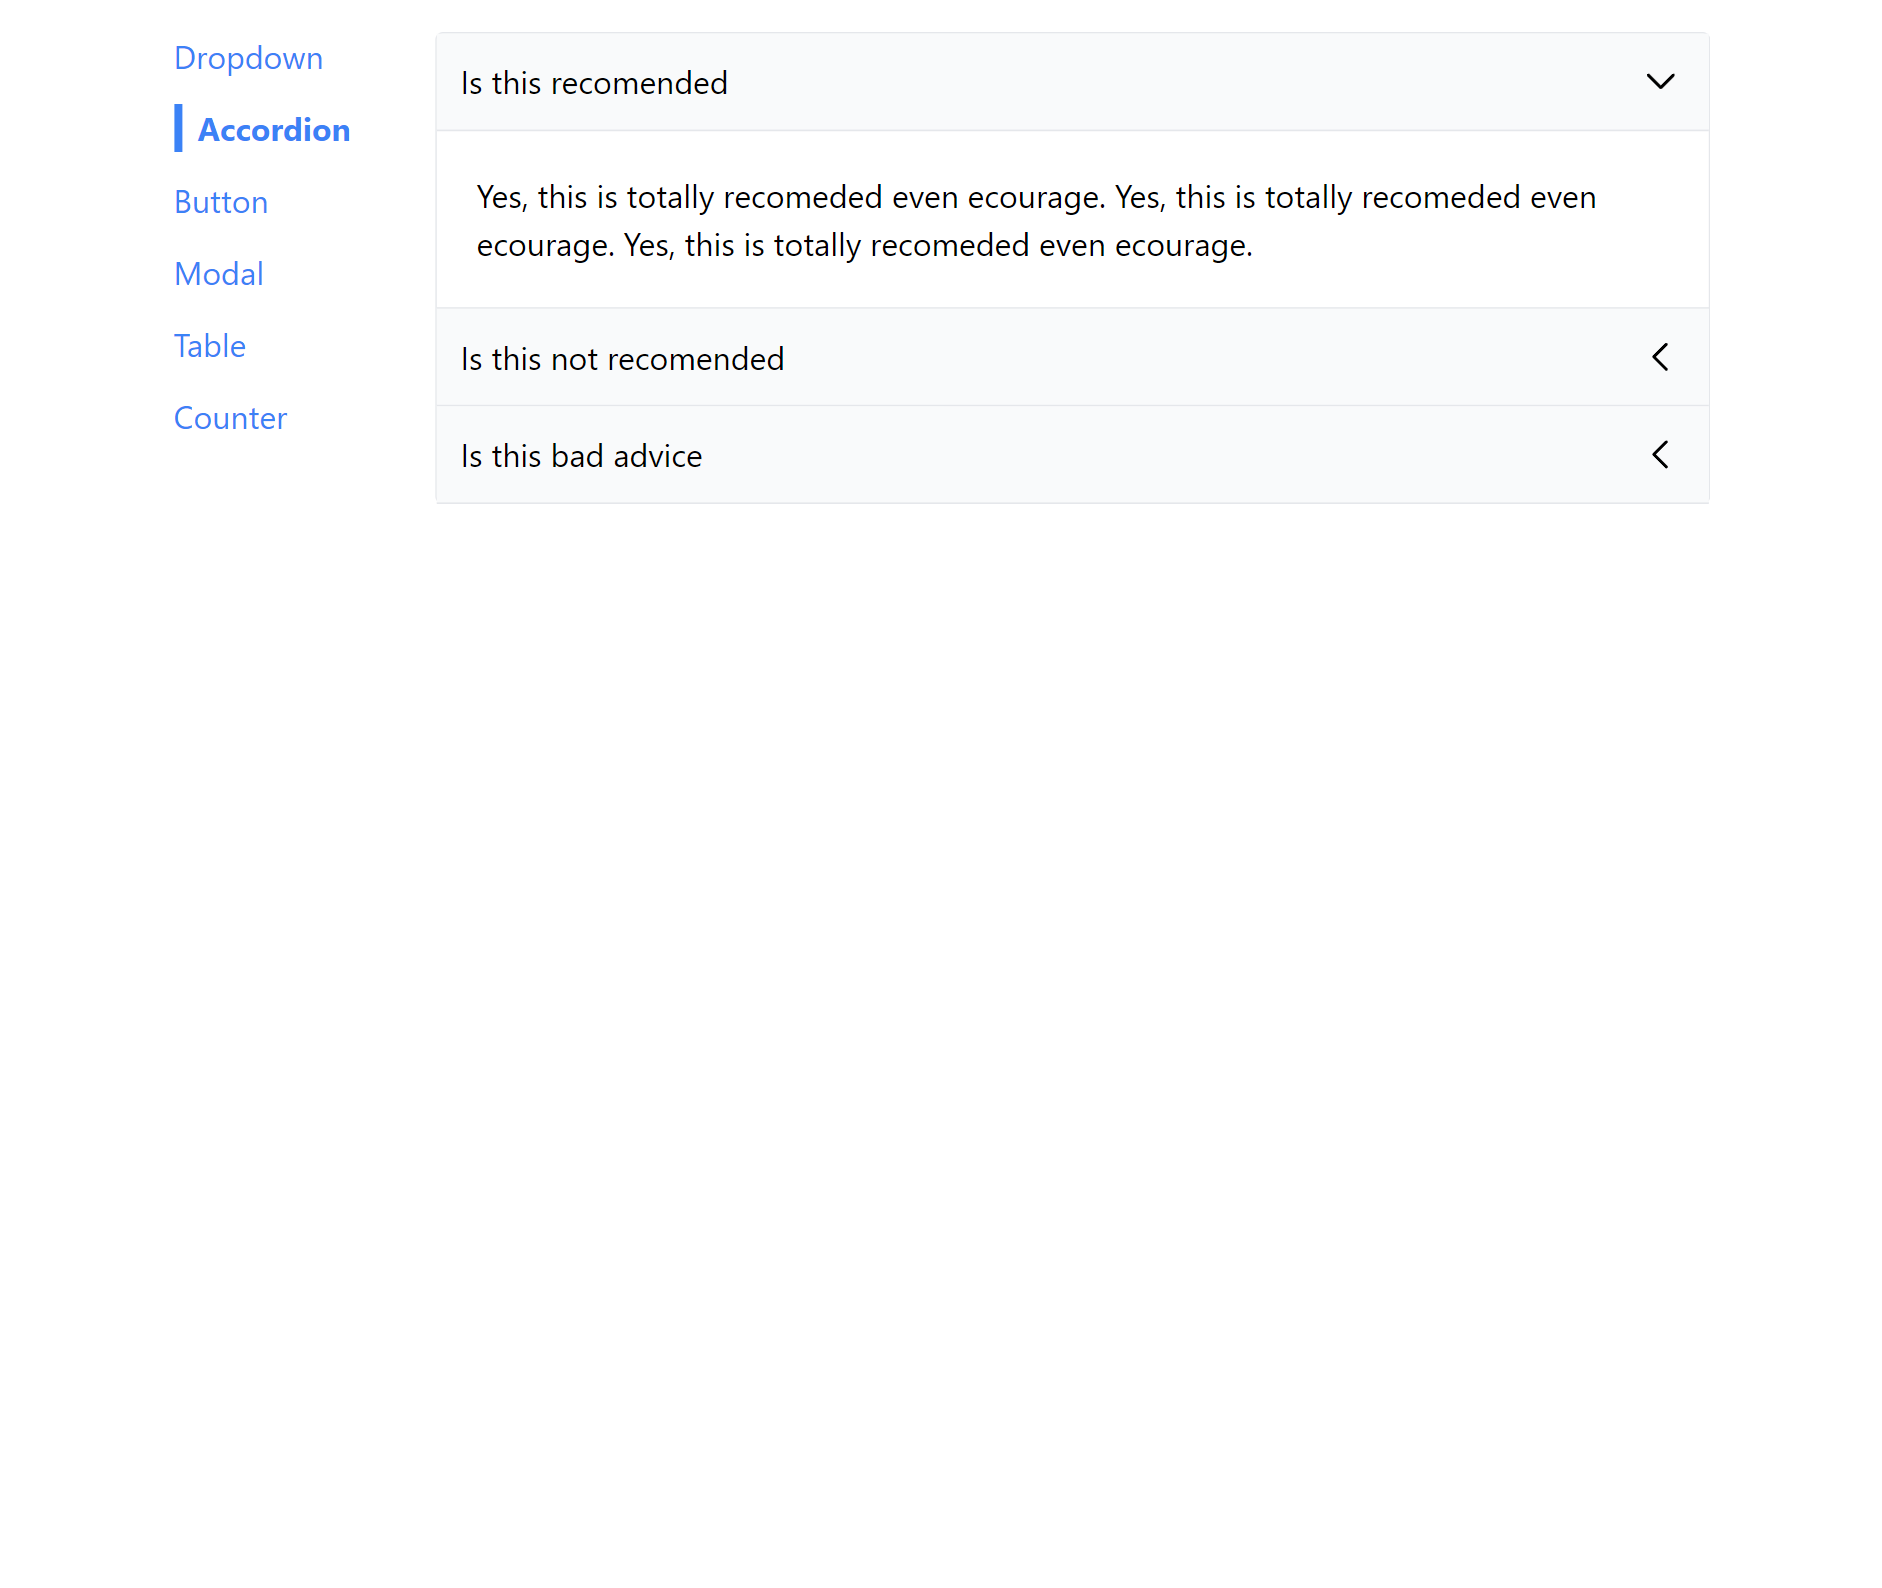 Dropdown
Accordion
Button
Modal
Table
Counter
Is this recomended
Yes, this is totally recomeded even ecourage. Yes, this is totally recomeded even
ecourage. Yes, this is totally recomeded even ecourage.
Is this not recomended
Is this bad advice